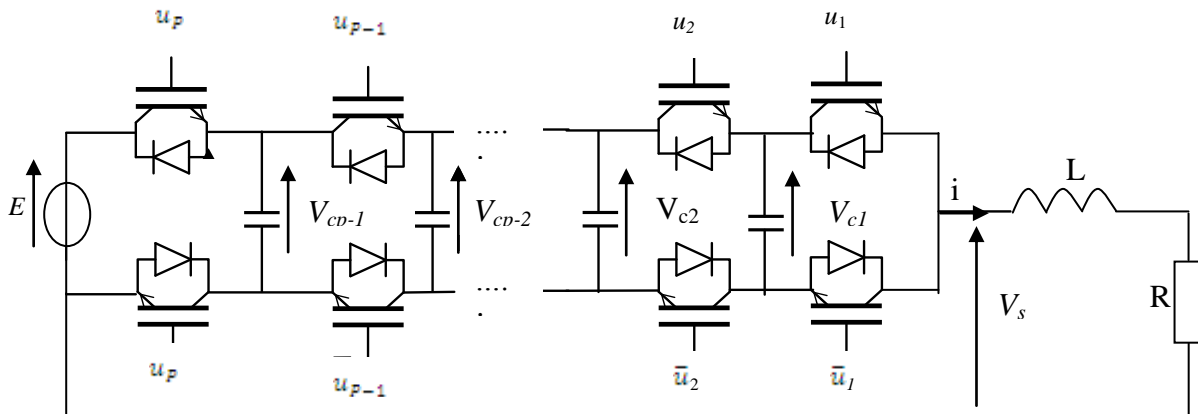 u_p
u_{p-1}
u_2
u_1
....
.
i
L
E
V_{cp-1}
V_{cp-2}
V_{c2}
V_{c1}
R
V_s
....
.
u_p
u_{p-1}
ū_2
ū_1